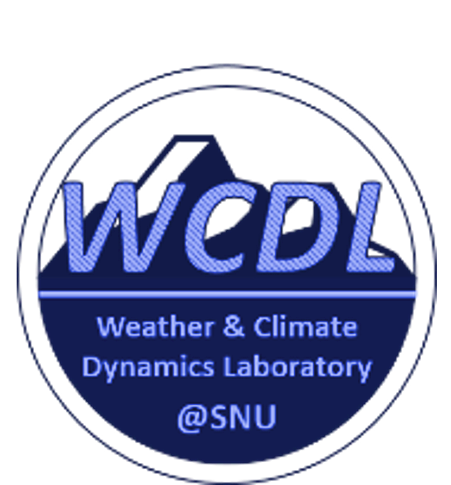 WCDL
Weather & Climate
Dynamics Laboratory
@SNU